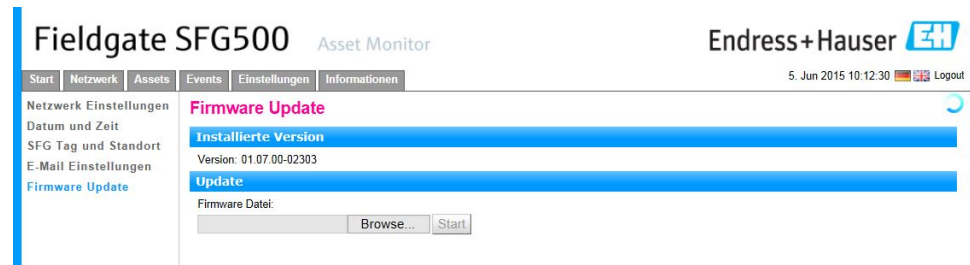 Fieldgate SFG500 Asset Monitor
Endress+Hauser EH
Start Netzwerk Assets Events Einstellungen Informationen
5. Jun 2015 10:12:30 Logout
Netzwerk Einstellungen
Datum und Zeit
SFG Tag und Standort
E-Mail Einstellungen
Firmware Update
Firmware Update
Installierte Version
Version: 01.07.00-02303
Update
Firmware Datei:
Browse... Start